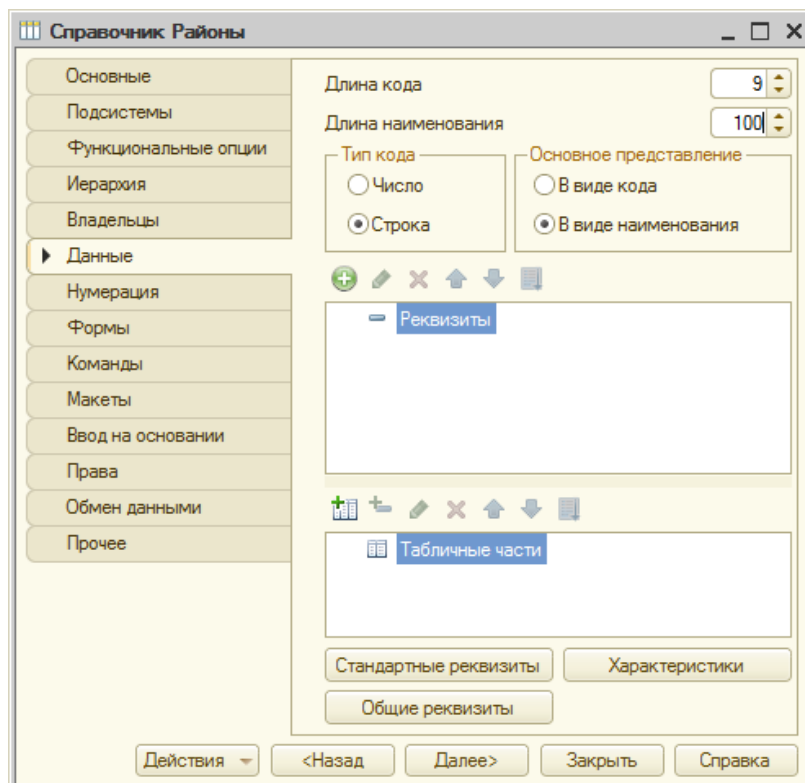 Справочник Районы
Основные
Подсистемы
Функциональные опции
Иерархия
Владельцы
Данные
Нумерация
Формы
Команды
Макеты
Ввод на основании
Права
Обмен данными
Прочее
Длина кода 9
Длина наименования 100
Тип кода Основное представление
Число В виде кода
Строка В виде наименования
Реквизиты
Табличные части
Стандартные реквизиты Характеристики
Общие реквизиты
Действия <Назад Далее> Закрыть Справка